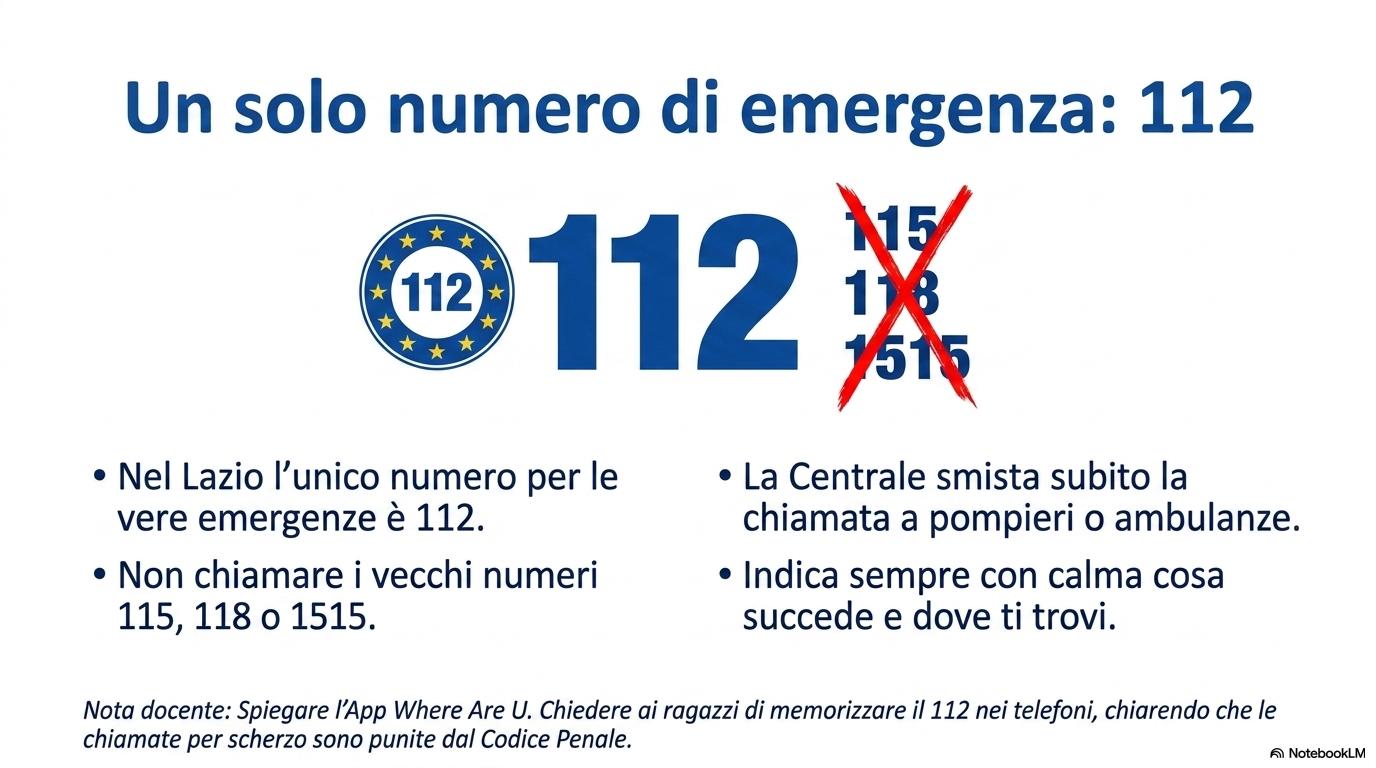 Un solo numero di emergenza: 112
112
112
115
118
1515
• Nel Lazio l’unico numero per le
vere emergenze è 112.
• Non chiamare i vecchi numeri
115, 118 o 1515.
• La Centrale smista subito la
chiamata a pompieri o ambulanze.
• Indica sempre con calma cosa
succede e dove ti trovi.
Nota docente: Spiegare l’App Where Are U. Chiedere ai ragazzi di memorizzare il 112 nei telefoni, chiarendo che le
chiamate per scherzo sono punite dal Codice Penale.
NotebookLM